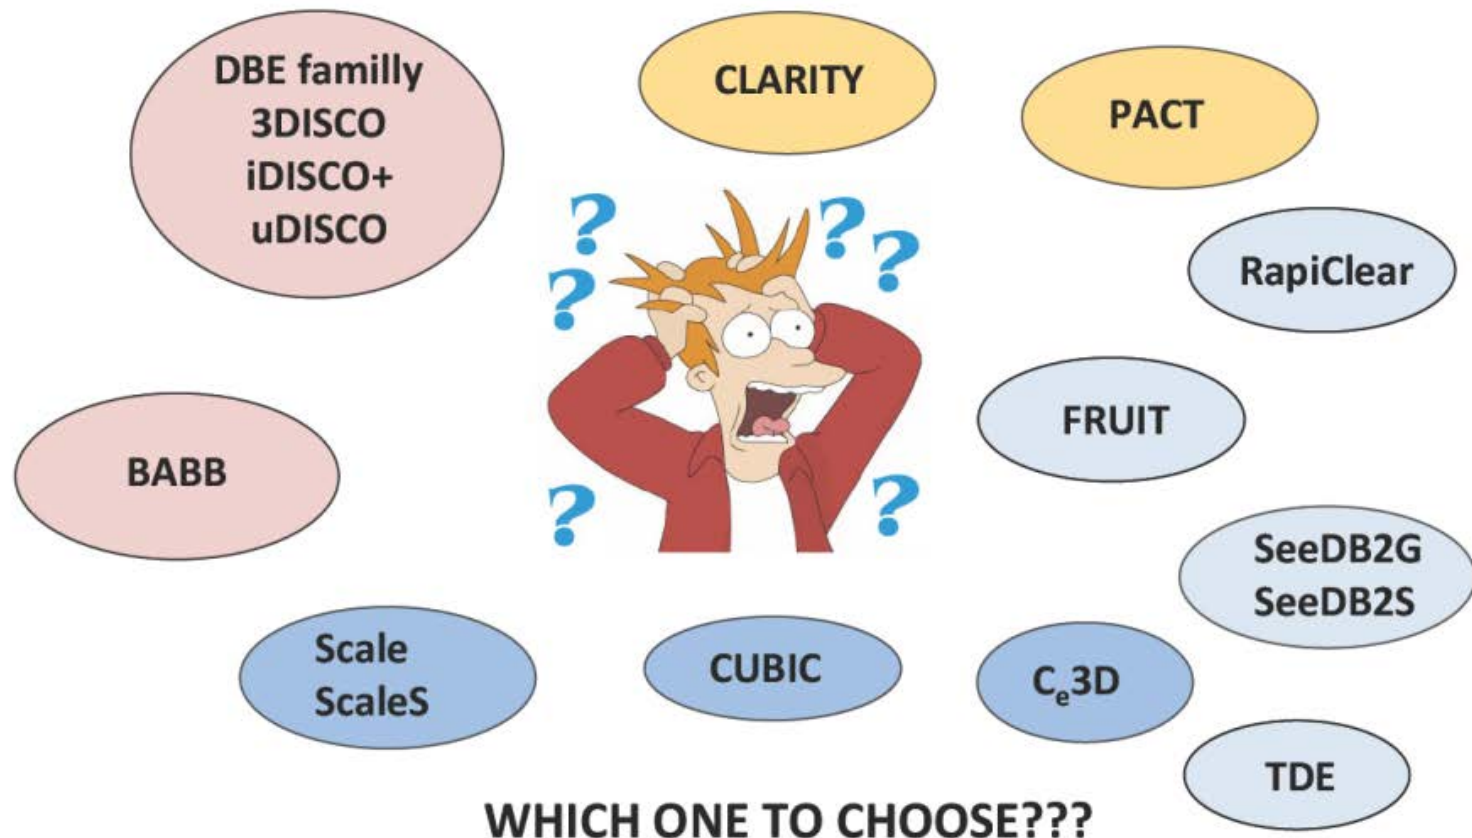 DBE familly
3DISCO
iDISCO+
uDISCO
CLARITY
PACT
RapiClear
? ? ?
?
FRUIT
BABB
? ?
SeeDB2G
SeeDB2S
Scale
ScaleS
CUBIC
Ce3D
TDE
WHICH ONE TO CHOOSE???